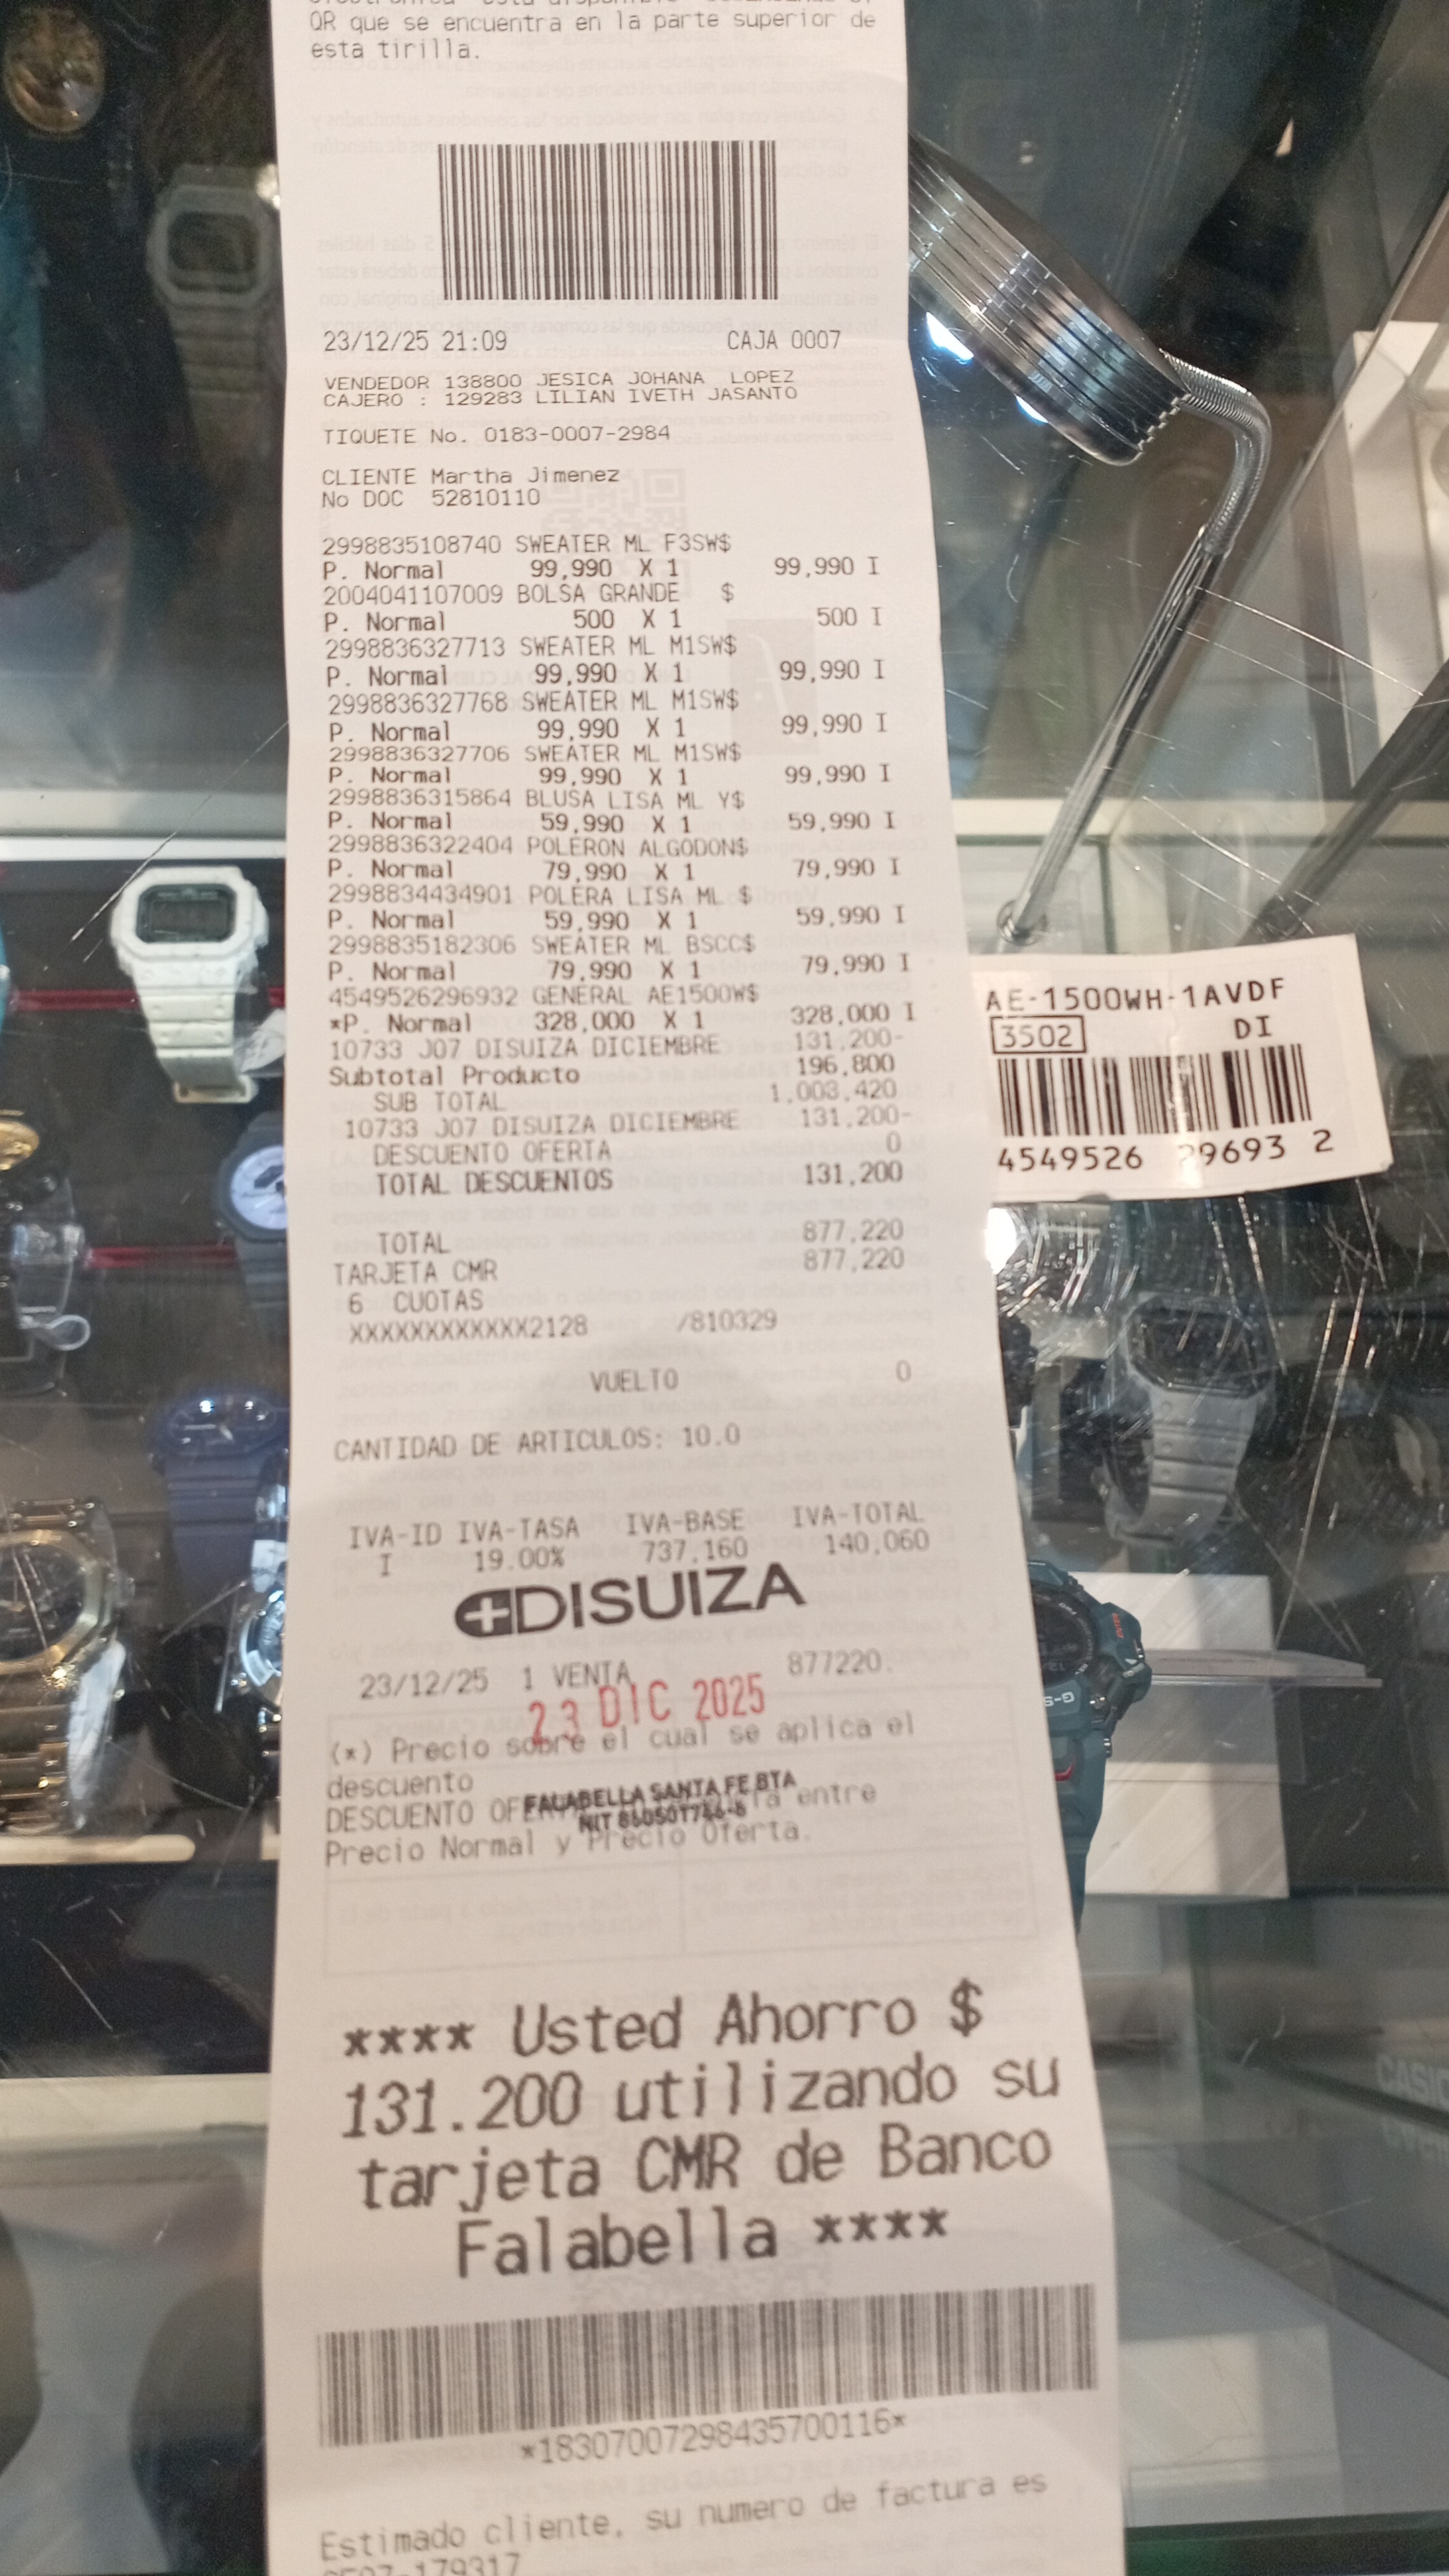 QR que se encuentra en la parte superior de
esta tirilla.
23/12/25 21:09 CAJA 0007
VENDEDOR 138800 JESICA JOHANA LOPEZ
CAJERO : 129283 LILIAN IVETH JASANTO
TIQUETE No. 0183-0007-2984
CLIENTE Martha Jimenez
No DOC 52810110
2998835108740 SWEATER ML F3SW$
P. Normal 99,990 X 1 99,990 I
2004041107009 BOLSA GRANDE $
P. Normal 500 X 1 500 I
2998836327713 SWEATER ML M1SW$
P. Normal 99,990 X 1 99,990 I
2998836327768 SWEATER ML M1SW$
P. Normal 99,990 X 1 99,990 I
2998836327706 SWEATER ML M1SW$
P. Normal 99,990 X 1 99,990 I
2998836315864 BLUSA LISA ML Y$
P. Normal 59,990 X 1 59,990 I
2998836322404 POLERON ALGODON$
P. Normal 79,990 X 1 79,990 I
2998834434901 POLERA LISA ML $
P. Normal 59,990 X 1 59,990 I
2998835182306 SWEATER ML BSCC$
P. Normal 79,990 X 1 79,990 I
4549526296932 GENERAL AE1500W$
*P. Normal 328,000 X 1 328,000 I
10733 J07 DISUIZA DICIEMBRE 131,200-
Subtotal Producto 196,800
SUB TOTAL 1,008,420
10733 J07 DISUIZA DICIEMBRE 131,200-
DESCUENTO OFERTA 0
TOTAL DESCUENTOS 131,200
TOTAL 877,220
TARJETA CMR 877,220
6 CUOTAS
XXXXXXXXXXXX2128 /810329
VUELTO 0
CANTIDAD DE ARTICULOS: 10.0
IVA-ID IVA-TASA IVA-BASE IVA-TOTAL
I 19.00% 737,160 140,060
DISUIZA
23/12/25 1 VENTA 877220.
23 DIC 2025
(*) Precio sobre el cual se aplica el
descuento
FALABELLA SANTA FE BTA
DESCUENTO entre
Precio Normal y Precio Oferta.
**** Usted Ahorro $
131.200 utilizando su
tarjeta CMR de Banco
Falabella ****
*18307007298435700116*
Estimado cliente, su numero de factura es
AE-1500WH-1AVDF
3502 DI
4549526 29693 2
CASIO